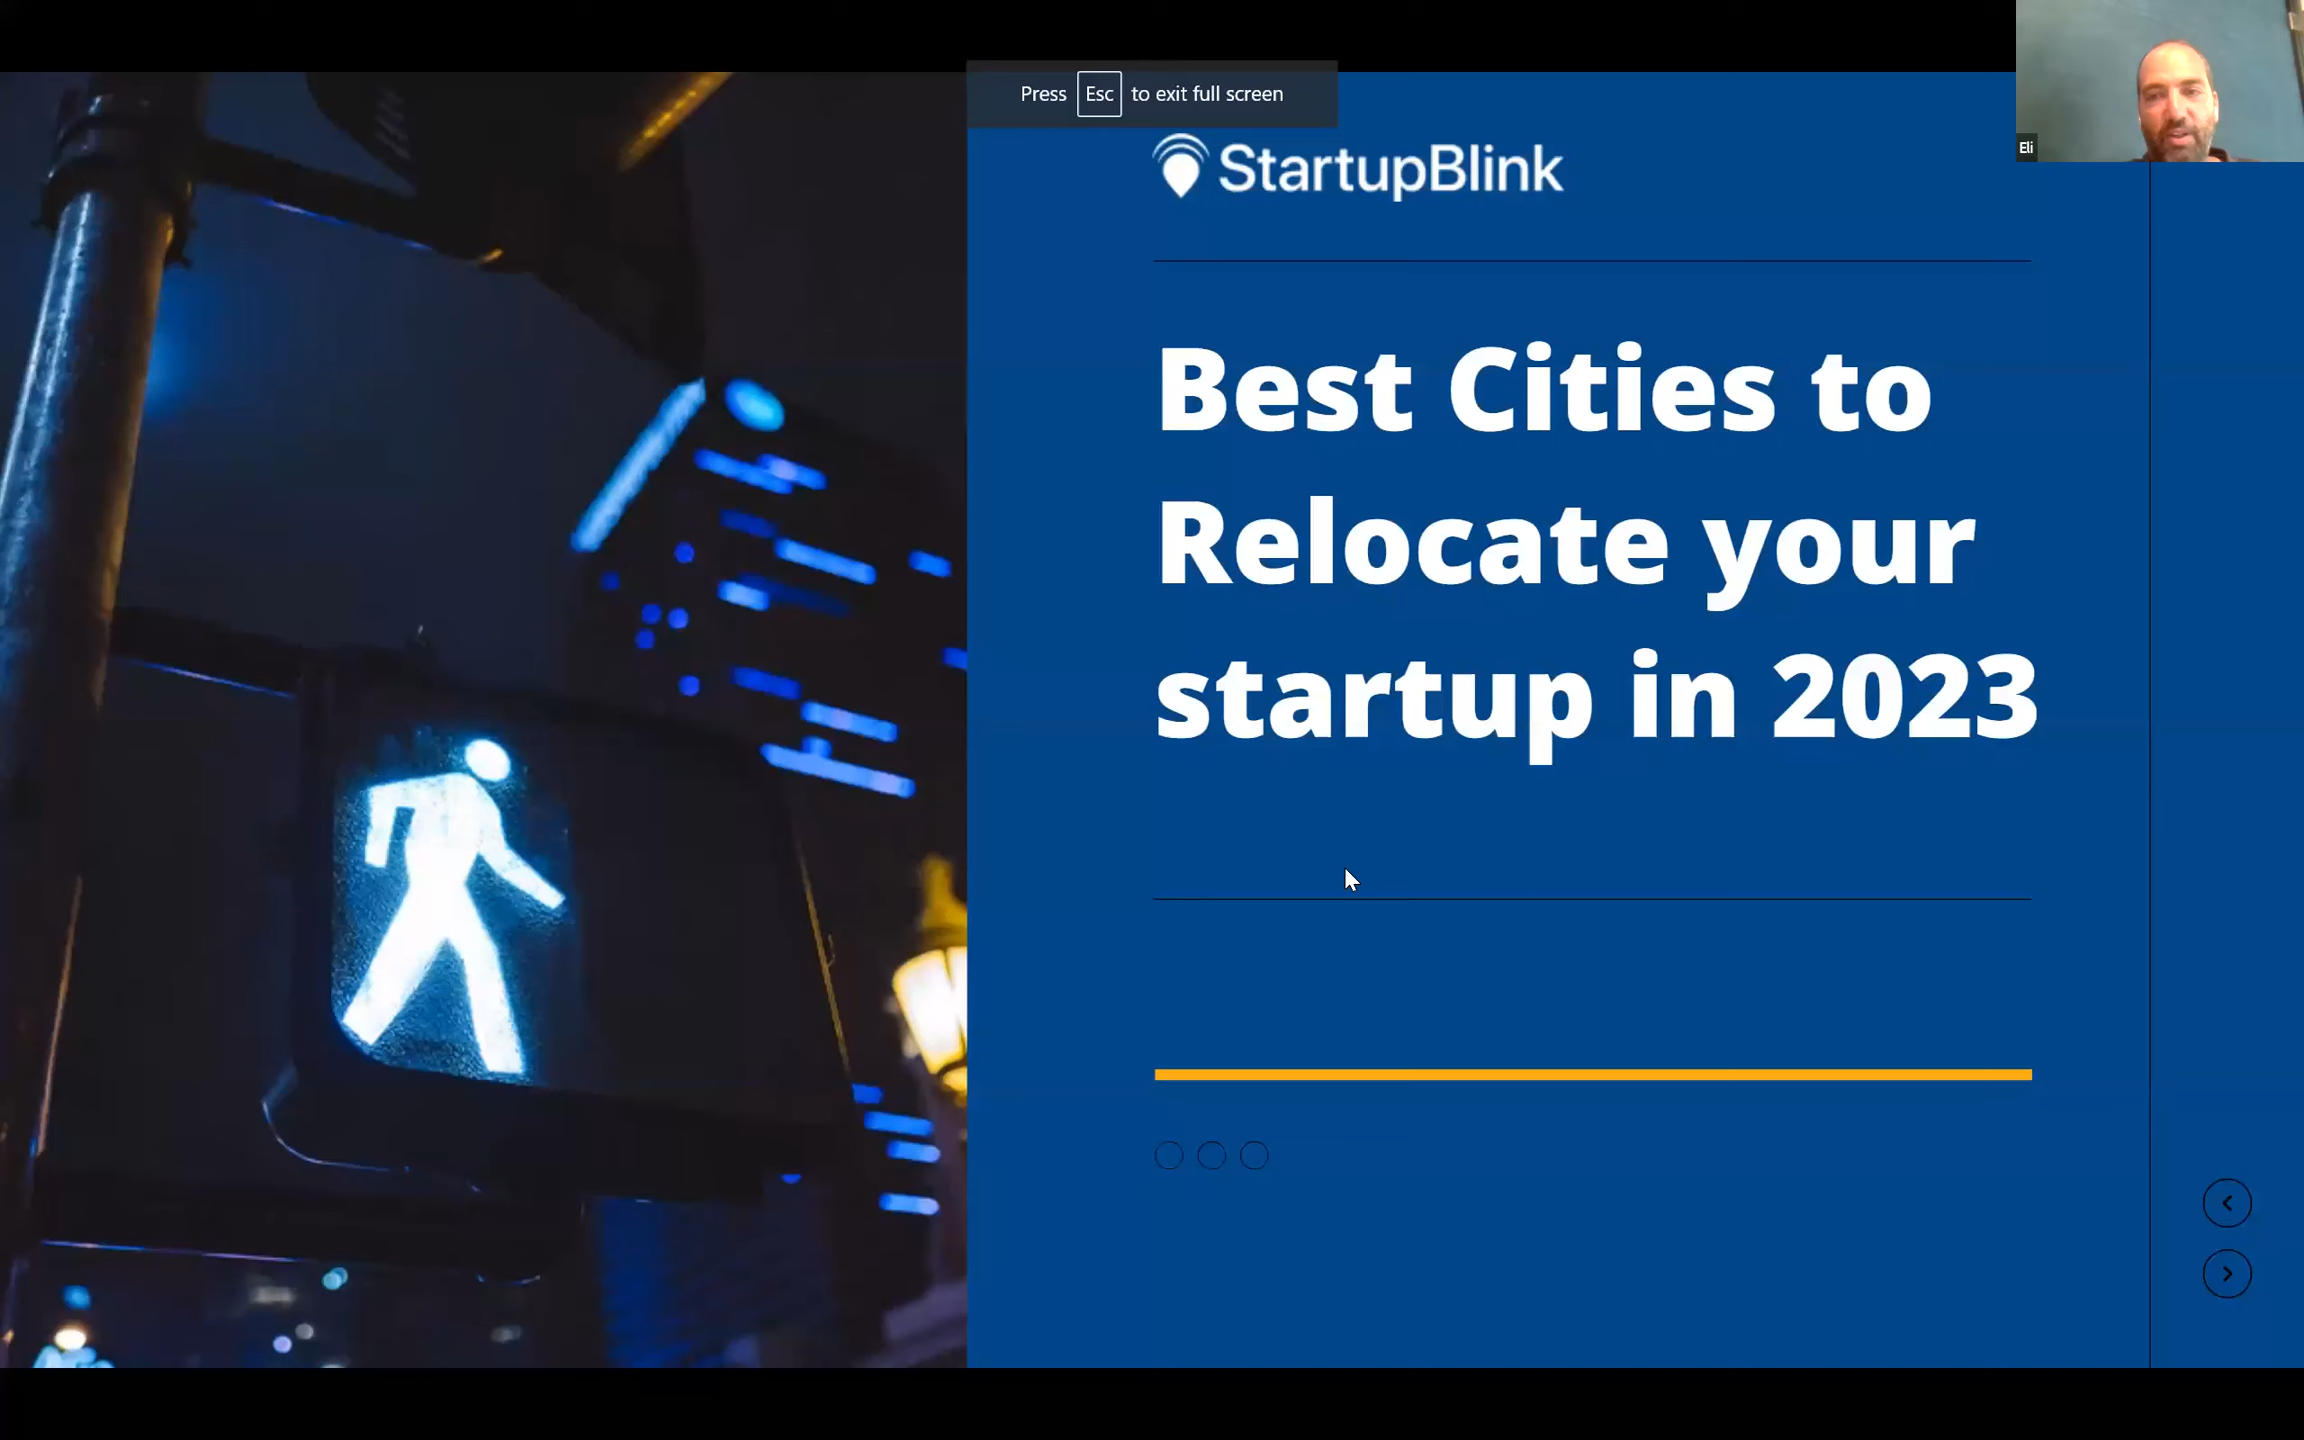 Press Esc to exit full screen
Eli
StartupBlink
Best Cities to
Relocate your
startup in 2023